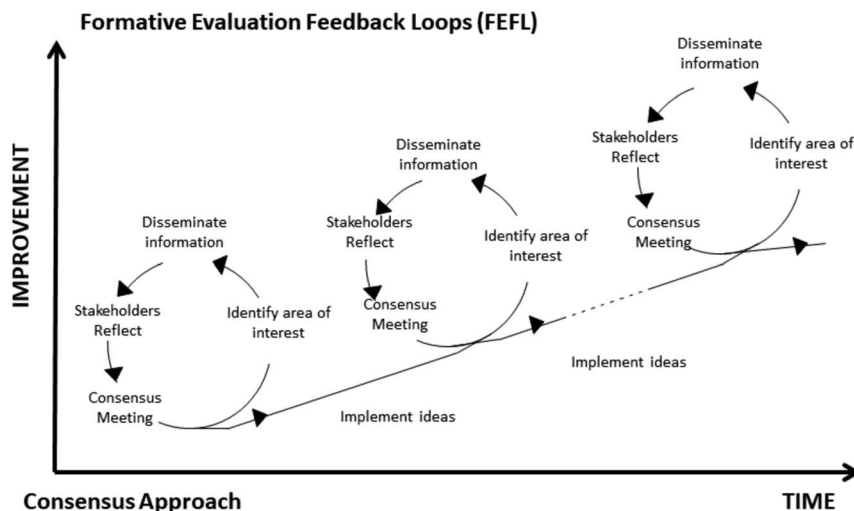 Formative Evaluation Feedback Loops (FEFL)
IMPROVEMENT
Disseminate
information
Stakeholders
Reflect
Identify area of
interest
Consensus
Meeting
Implement ideas
Disseminate
information
Stakeholders
Reflect
Identify area of
interest
Consensus
Meeting
Implement ideas
Disseminate
information
Stakeholders
Reflect
Identify area of
interest
Consensus
Meeting
Consensus Approach
TIME